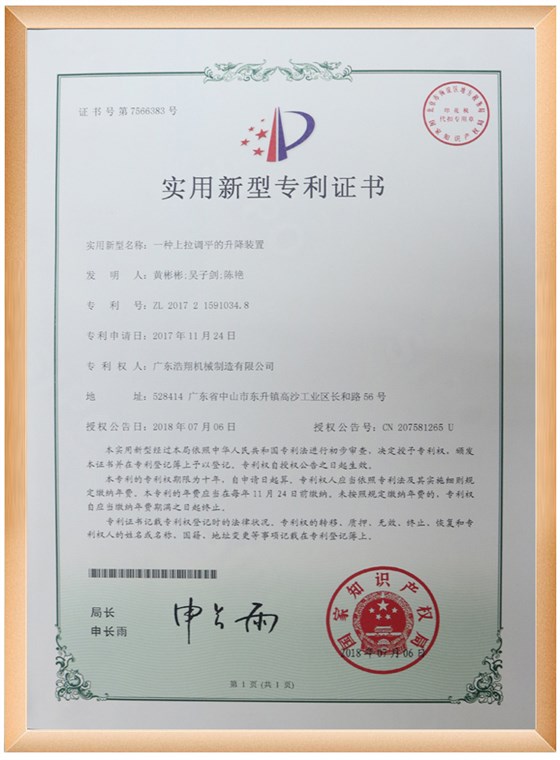 证书号第7566383号
实用新型专利证书
实用新型名称：一种上拉调平的升降装置
发明人：黄彬彬;吴子剑;陈艳
专利号：ZL 2017 2 1591034.8
专利申请日：2017年11月24日
专利权人：广东浩翔机械制造有限公司
地址：528414 广东省中山市东升镇高沙工业区长和路56号
授权公告日：2018年07月06日 授权公告号：CN 207581265 U
本实用新型经过本局依照中华人民共和国专利法进行初步审查，决定授予专利权，颁发
本证书并在专利登记簿上予以登记。专利权自授权公告之日起生效。
本专利的专利权期限为十年，自申请日起算。专利权人应当依照专利法及其实施细则规
定缴纳年费。本专利的年费应当在每年11月24日前缴纳。未按照规定缴纳年费的，专利权
自应当缴纳年费期满之日起终止。
专利证书记载专利权登记时的法律状况。专利权的转移、质押、无效、终止、恢复和专
利权人的姓名或名称、国籍、地址变更等事项记载在专利登记簿上。
局长
申长雨
申长雨
国家知识产权局
2018年07月06日
第1页（共1页）